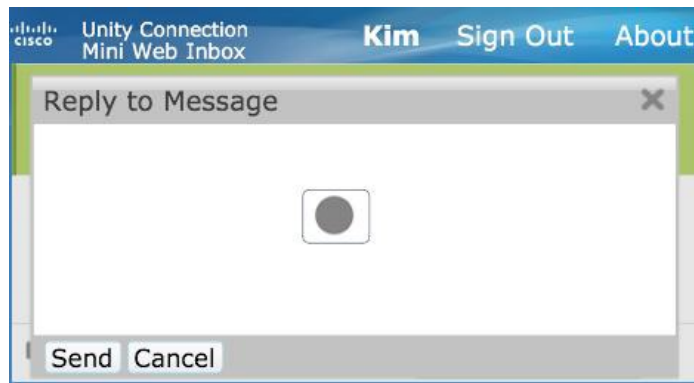 cisco
Unity Connection
Mini Web Inbox
Kim Sign Out About
Reply to Message
Send Cancel